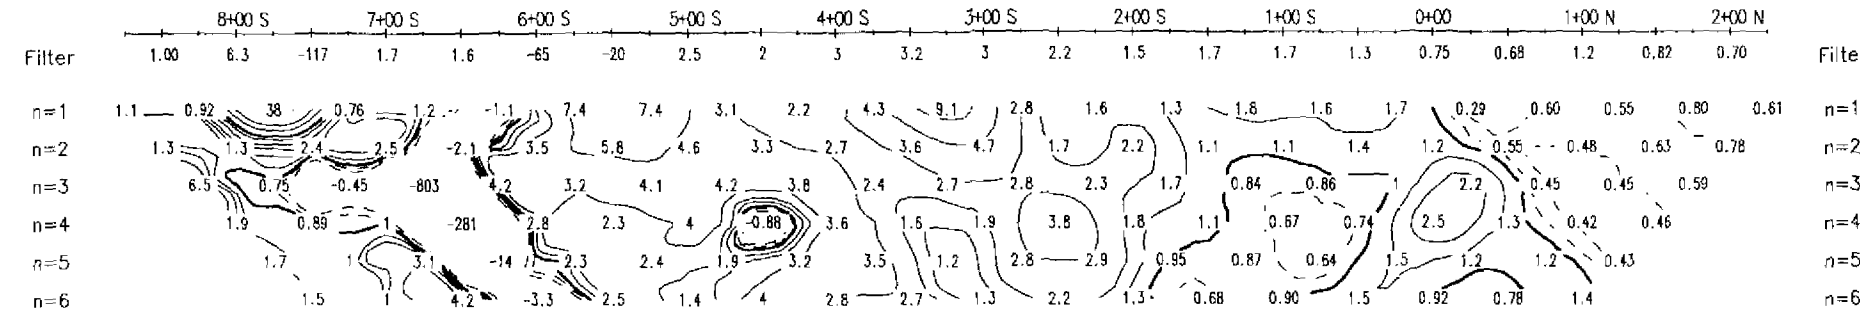 8+00 S 7+00 S 6+00 S 5+00 S 4+00 S 3+00 S 2+00 S 1+00 S 0+00 1+00 N 2+00 N
Filter 1.00 6.3 -117 1.7 1.6 -65 -20 2.5 2 3 3.2 3 2.2 1.5 1.7 1.7 1.3 0.75 0.68 1.2 0.82 0.70 Filte
n=1 1.1 0.92 38 0.76 1.2 -1.1 7.4 7.4 3.1 2.2 4.3 9.1 2.8 1.6 1.3 1.8 1.6 1.7 0.29 0.60 0.55 0.80 0.61 n=1
n=2 1.3 1.3 2.4 2.5 -2.1 3.5 5.8 4.6 3.3 2.7 3.6 4.7 1.7 2.2 1.1 1.1 1.4 1.2 0.55 0.48 0.63 0.78 n=2
n=3 6.5 0.75 -0.45 -803 4.2 3.2 4.1 4.2 3.8 2.4 2.7 2.8 2.3 1.7 0.84 0.86 1 2.2 0.45 0.45 0.59 n=3
n=4 1.9 0.89 1 -281 2.8 2.3 4 -0.88 3.6 1.6 1.9 3.8 1.8 1.1 0.67 0.74 2.5 1.3 0.42 0.46 n=4
n=5 1.7 1 3.1 -14 2.3 2.4 1.9 3.2 3.5 1.2 2.8 2.9 0.95 0.87 0.64 1.5 1.2 1.2 0.43 n=5
n=6 1.5 1 4.2 -3.3 2.5 1.4 4 2.8 2.7 1.3 2.2 1.3 0.68 0.90 1.5 0.92 0.78 1.4 n=6